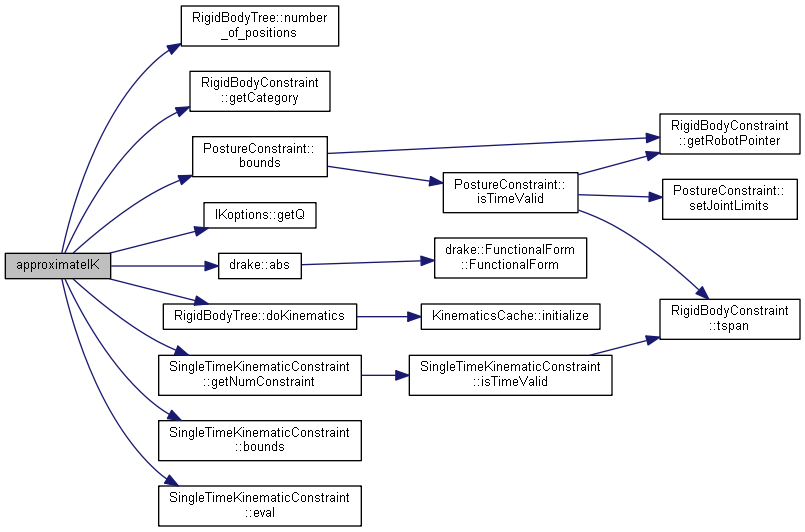 RigidBodyTree::number
_of_positions
RigidBodyConstraint
::getCategory
PostureConstraint::
bounds
IKoptions::getQ
approximateIK
drake::abs
RigidBodyTree::doKinematics
SingleTimeKinematicConstraint
::getNumConstraint
SingleTimeKinematicConstraint
::bounds
SingleTimeKinematicConstraint
::eval
PostureConstraint::
isTimeValid
drake::FunctionalForm
::FunctionalForm
KinematicsCache::initialize
SingleTimeKinematicConstraint
::isTimeValid
RigidBodyConstraint
::getRobotPointer
PostureConstraint::
setJointLimits
RigidBodyConstraint
::tspan